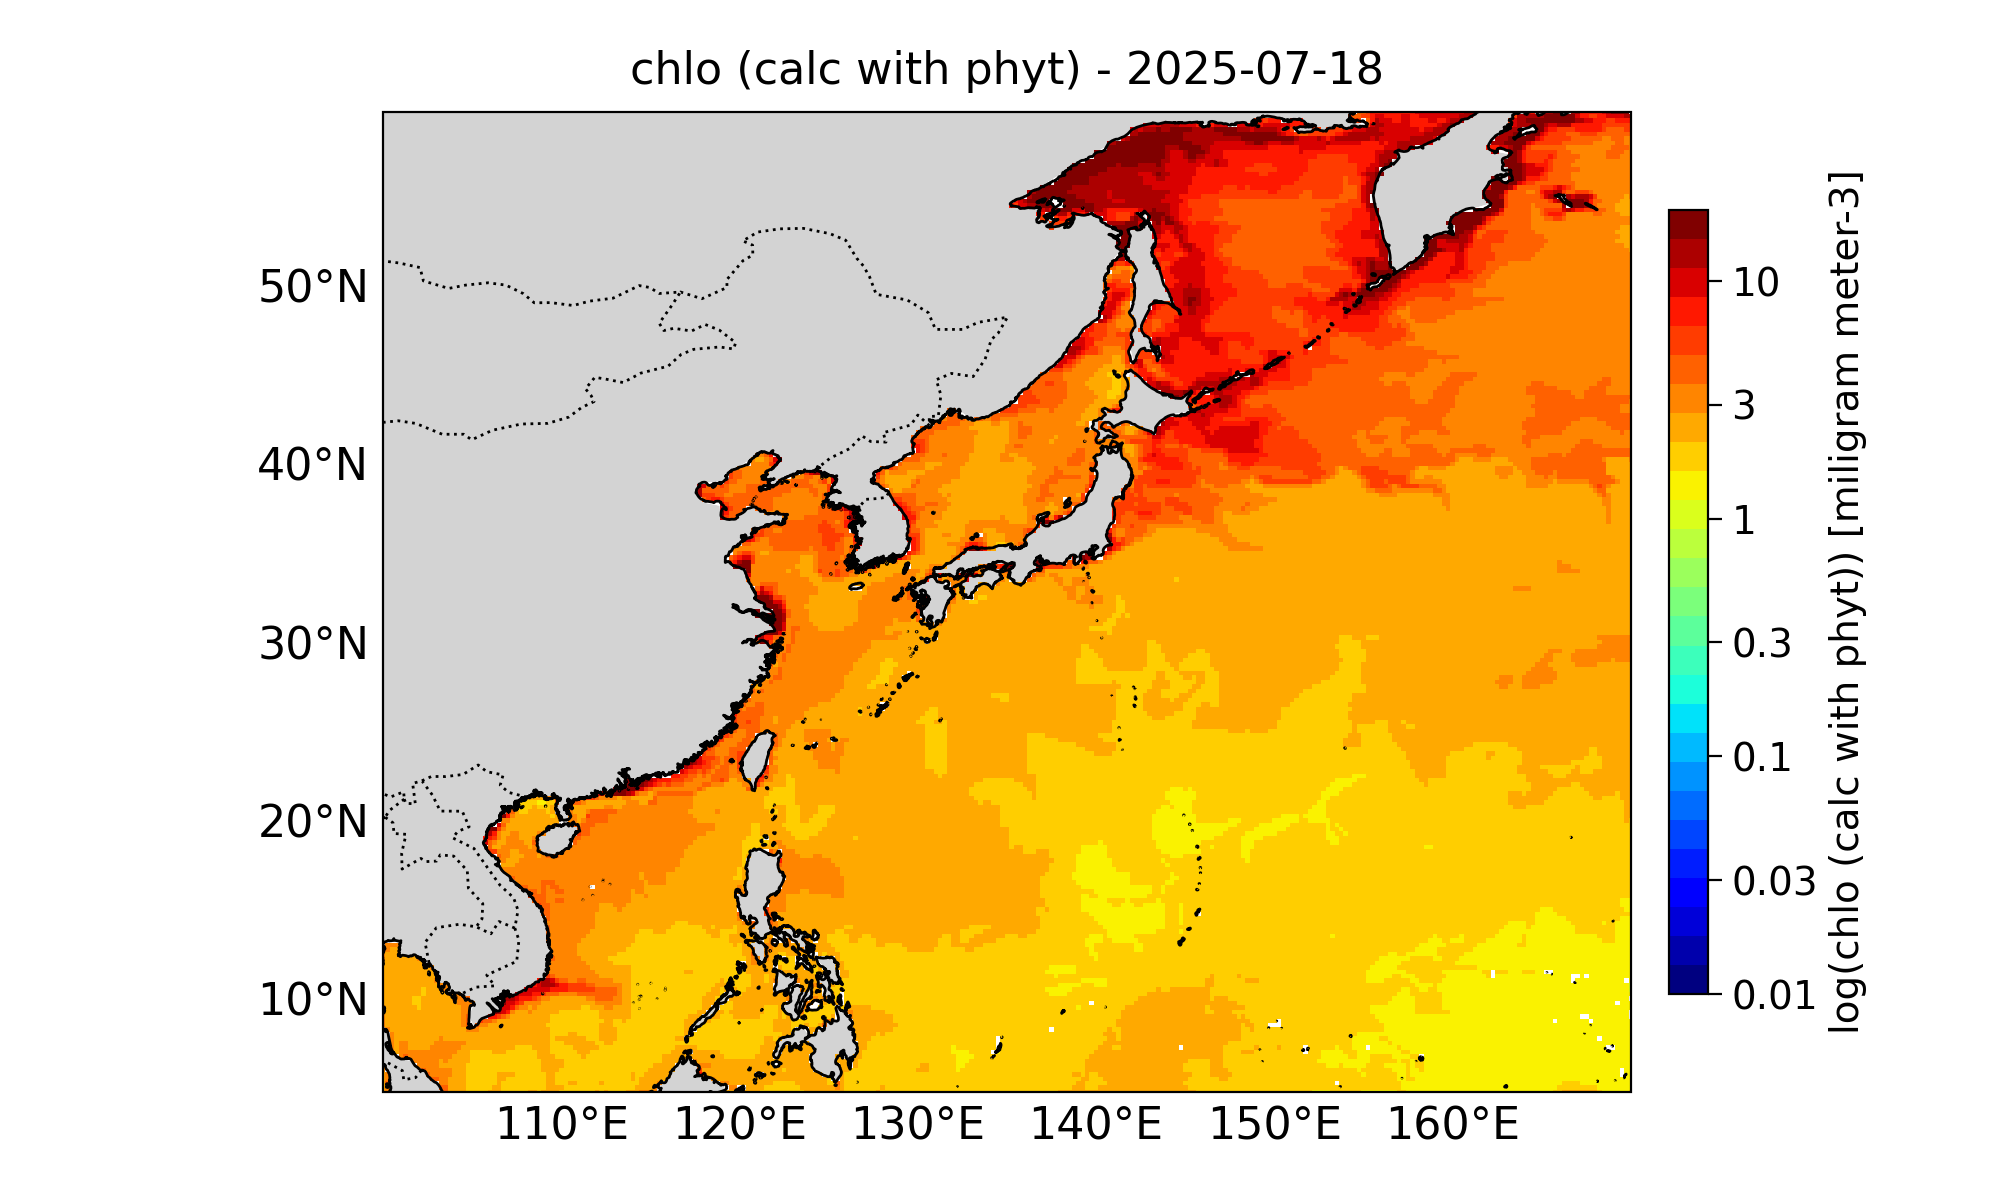 chlo (calc with phyt) - 2025-07-18
50°N
40°N
30°N
20°N
10°N
110°E
120°E
130°E
140°E
150°E
160°E
10
3
1
0.3
0.1
0.03
0.01
log(chlo (calc with phyt)) [miligram meter-3]